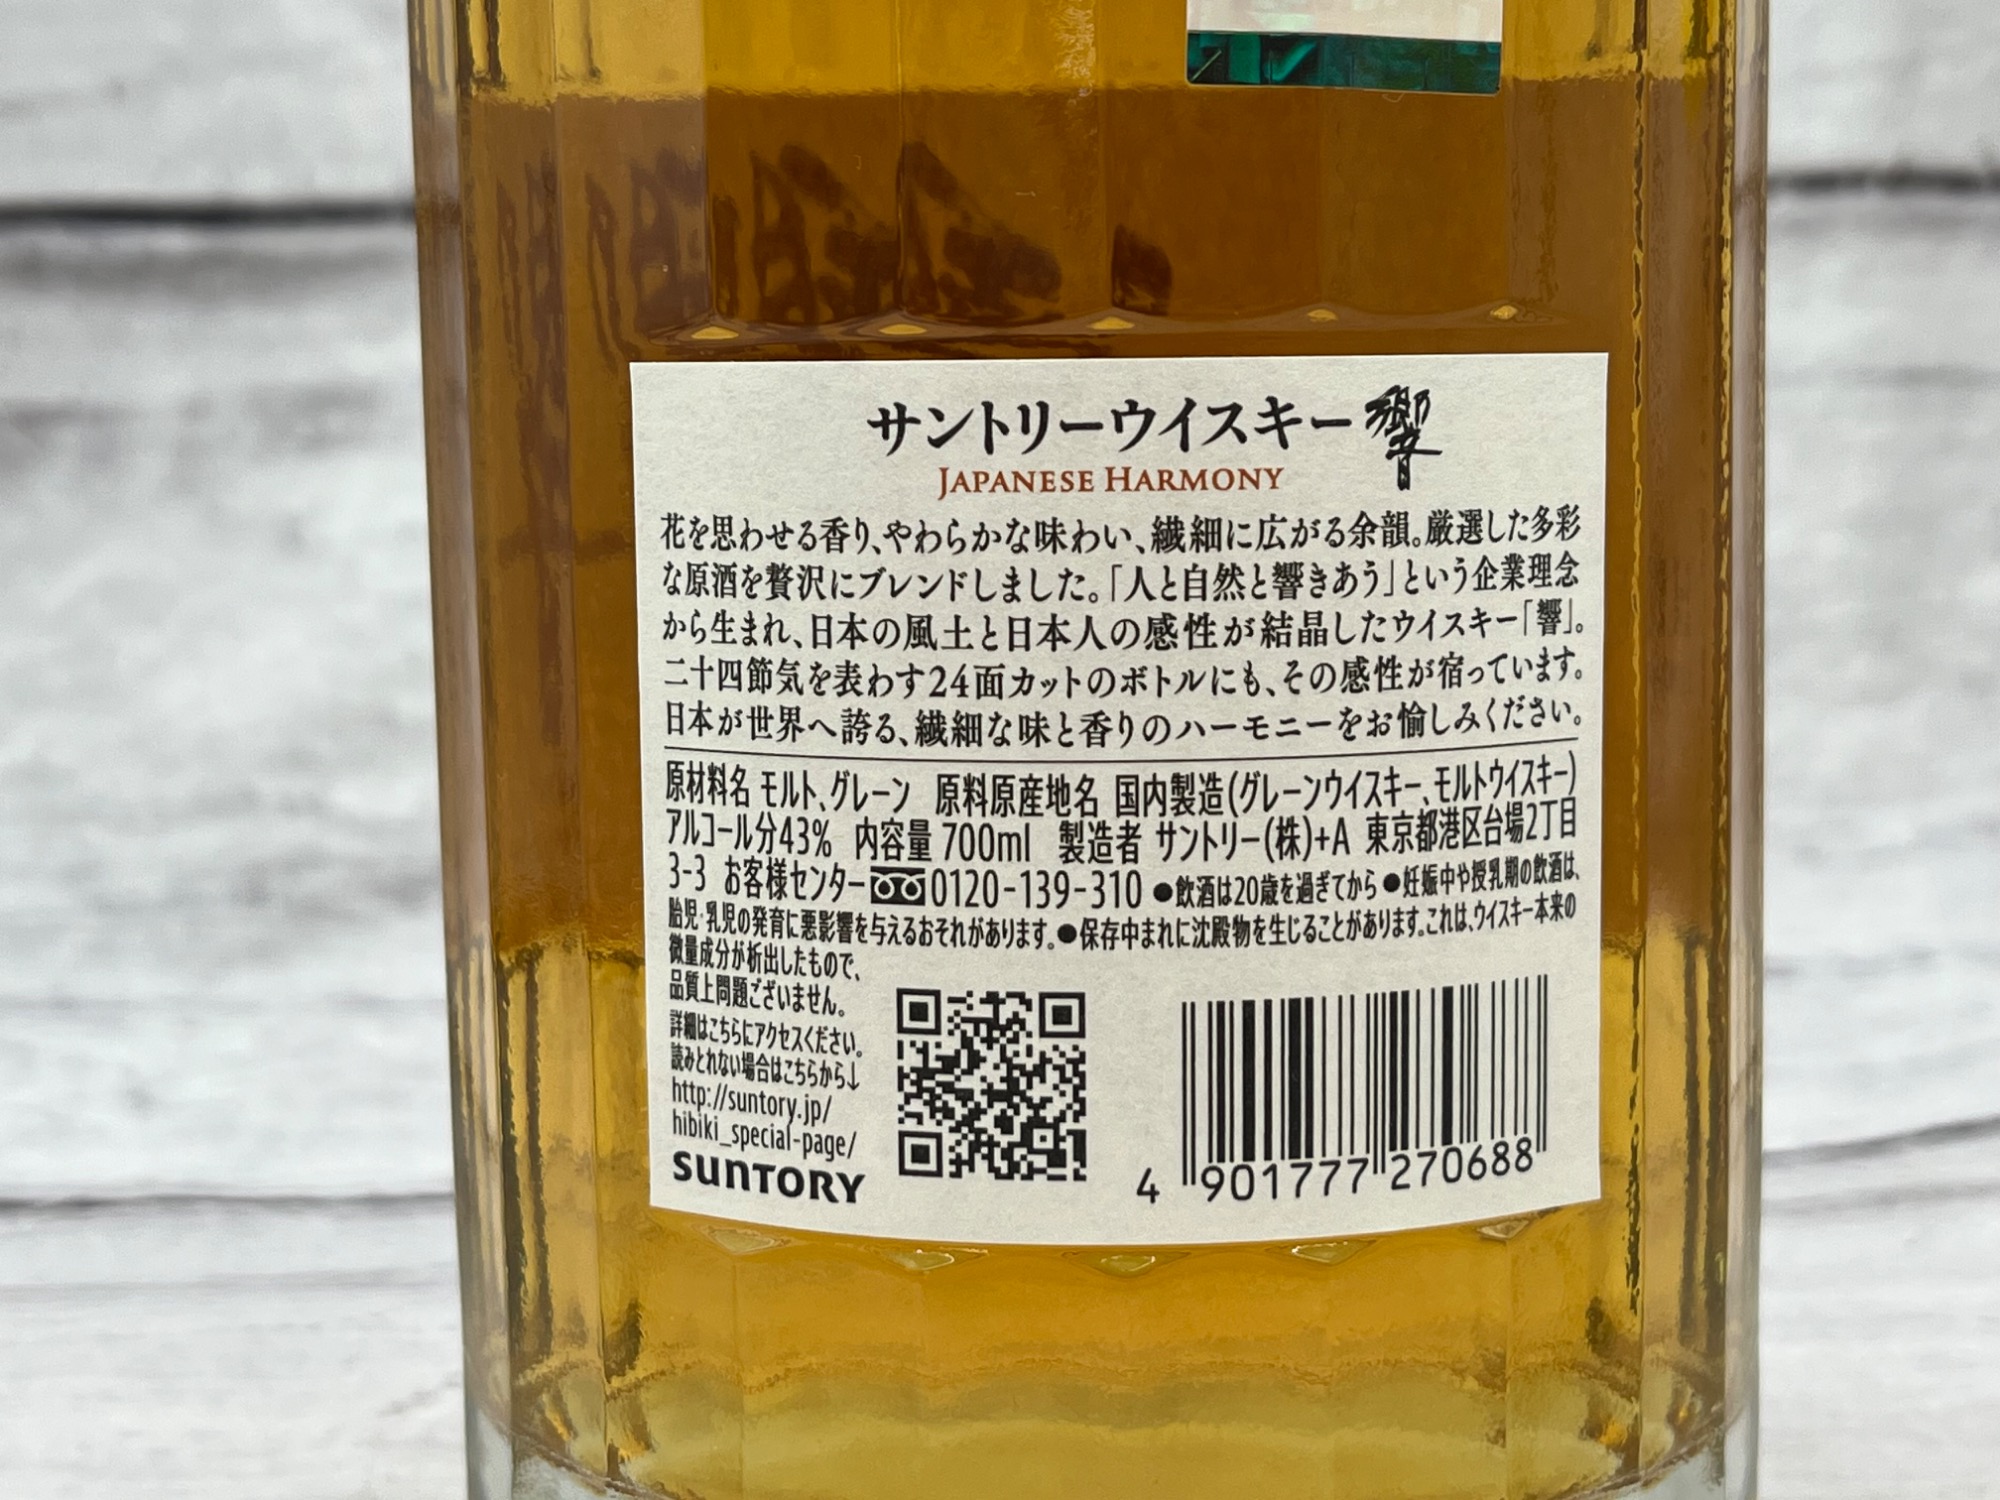 サントリーウイスキー 響
JAPANESE HARMONY
花を思わせる香り、やわらかな味わい、繊細に広がる余韻。厳選した多彩
な原酒を贅沢にブレンドしました。「人と自然と響きあう」という企業理念
から生まれ、日本の風土と日本人の感性が結晶したウイスキー「響」。
二十四節気を表わす24面カットのボトルにも、その感性が宿っています。
日本が世界へ誇る、繊細な味と香りのハーモニーをお愉しみください。
原材料名 モルト、グレーン 原料原産地名 国内製造(グレーンウイスキー、モルトウイスキー)
アルコール分43% 内容量 700ml 製造者 サントリー(株)+A 東京都港区台場2丁目
3-3 お客様センター 0120-139-310 ●飲酒は20歳を過ぎてから ●妊娠中や授乳期の飲酒は、
胎児・乳児の発育に悪影響を与えるおそれがあります。●保存中まれに沈殿物を生じることがあります。これは、ウイスキー本来の
微量成分が析出したもので、
品質上問題ございません。
詳細はこちらにアクセスください。
読みとれない場合はこちらから↓
http://suntory.jp/
hibiki_special-page/
SUNTORY
4 901777 270688